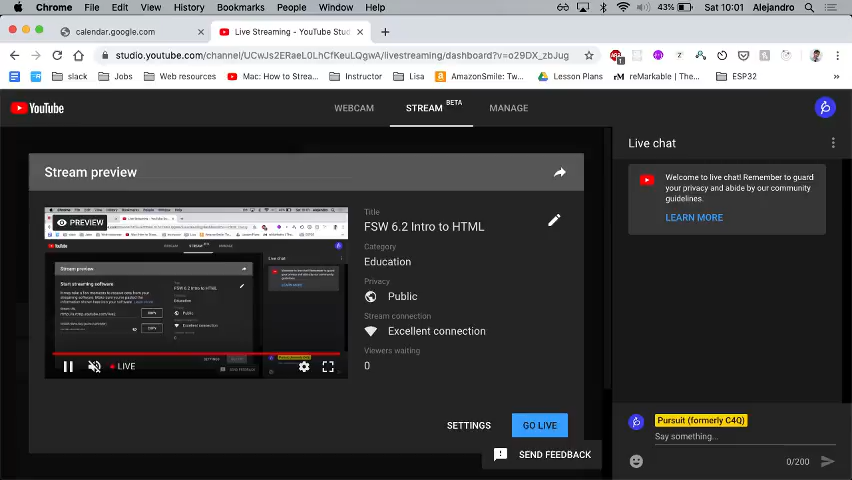 Chrome File Edit View History Bookmarks People Window Help 43% Sat 10:01 Alejandro
calendar.google.com
Live Streaming - YouTube Stud
studio.youtube.com/channel/UCwJs2ERaeL0LhCfKeuLQgwA/livestreaming/dashboard?v=o29DX_zbJug
slack Jobs Web resources Mac: How to Strea... Instructor Lisa AmazonSmile: Tw... Lesson Plans reMarkable | The... ESP32
YouTube
WEBCAM STREAM BETA MANAGE
Live chat
Welcome to live chat! Remember to guard
your privacy and abide by our community
guidelines.
LEARN MORE
Stream preview
PREVIEW
LIVE
Title
FSW 6.2 Intro to HTML
Category
Education
Privacy
Public
Stream connection
Excellent connection
Viewers waiting
0
SETTINGS GO LIVE
SEND FEEDBACK
Pursuit (formerly C4Q)
Say something...
0/200